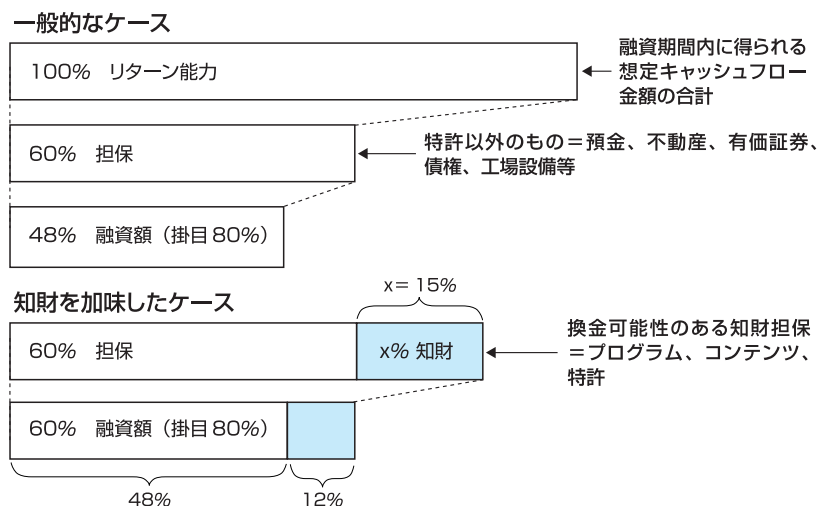 一般的なケース
100% リターン能力
融資期間内に得られる
想定キャッシュフロー
金額の合計
60% 担保
特許以外のもの＝預金、不動産、有価証券、
債権、工場設備等
48% 融資額（掛目80%）
知財を加味したケース
x＝15%
60% 担保
x% 知財
換金可能性のある知財担保
＝プログラム、コンテンツ、
特許
60% 融資額（掛目80%）
48%
12%